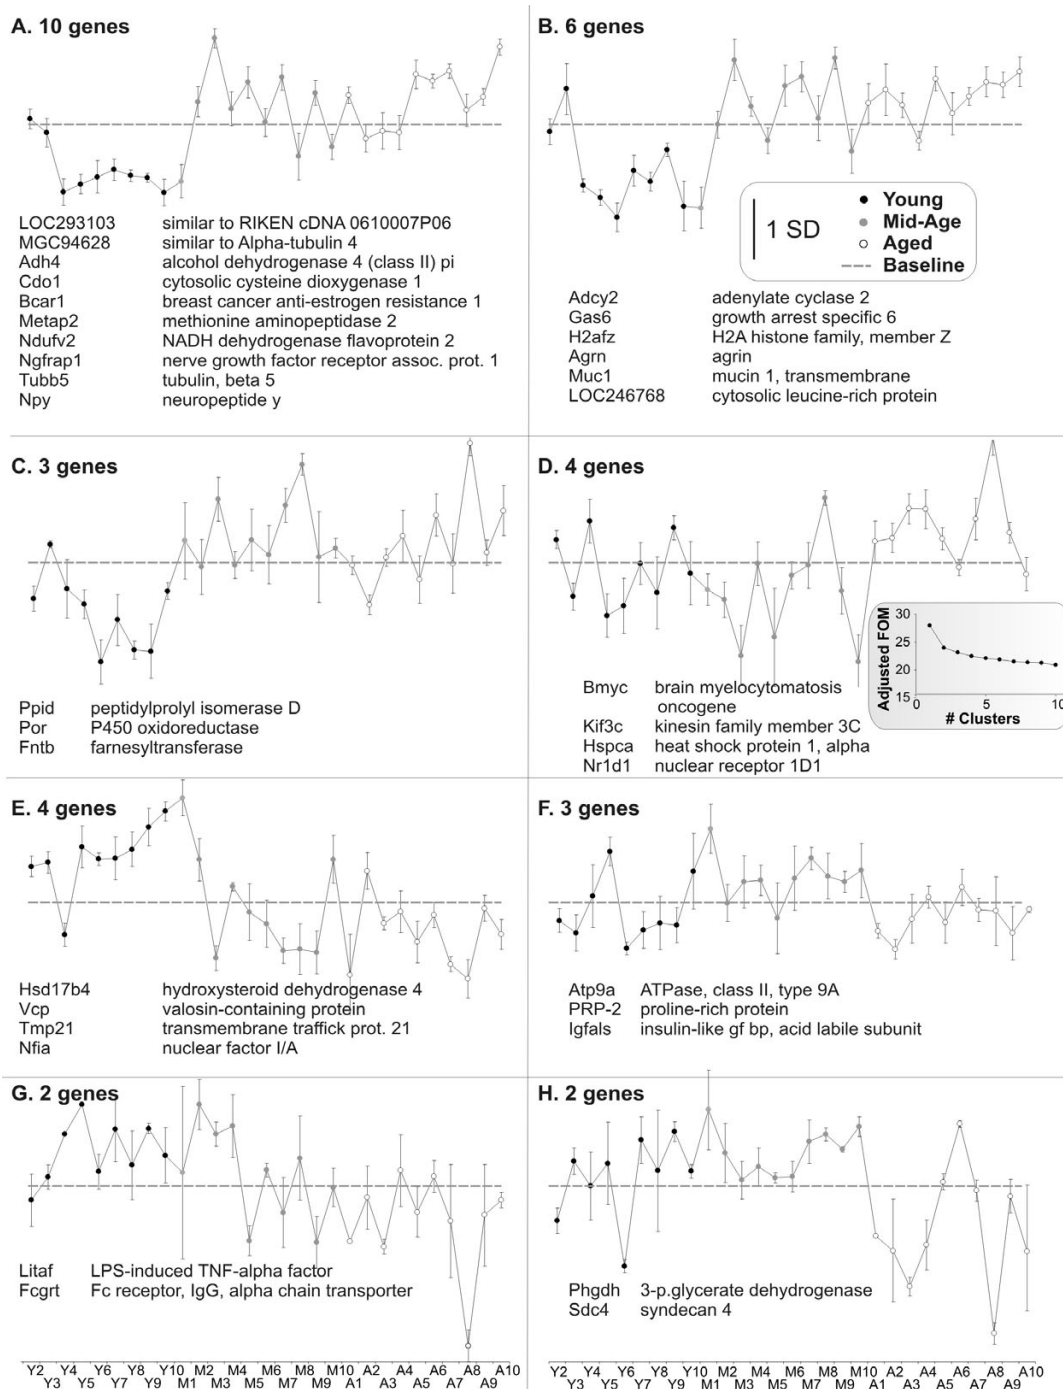 A. 10 genes
LOC293103 similar to RIKEN cDNA 0610007P06
MGC94628 similar to Alpha-tubulin 4
Adh4 alcohol dehydrogenase 4 (class II) pi
Cdo1 cytosolic cysteine dioxygenase 1
Bcar1 breast cancer anti-estrogen resistance 1
Metap2 methionine aminopeptidase 2
Ndufv2 NADH dehydrogenase flavoprotein 2
Ngfrap1 nerve growth factor receptor assoc. prot. 1
Tubb5 tubulin, beta 5
Npy neuropeptide y
B. 6 genes
1 SD
Young
Mid-Age
Aged
Baseline
Adcy2 adenylate cyclase 2
Gas6 growth arrest specific 6
H2afz H2A histone family, member Z
Agrn agrin
Muc1 mucin 1, transmembrane
LOC246768 cytosolic leucine-rich protein
C. 3 genes
Ppid peptidylprolyl isomerase D
Por P450 oxidoreductase
Fntb farnesyltransferase
D. 4 genes
Bmyc brain myelocytomatosis
oncogene
Kif3c kinesin family member 3C
Hspca heat shock protein 1, alpha
Nr1d1 nuclear receptor 1D1
Adjusted FOM
30
25
20
15
0 5 10
# Clusters
E. 4 genes
Hsd17b4 hydroxysteroid dehydrogenase 4
Vcp valosin-containing protein
Tmp21 transmembrane traffick prot. 21
Nfia nuclear factor I/A
F. 3 genes
Atp9a ATPase, class II, type 9A
PRP-2 proline-rich protein
Igfals insulin-like gf bp, acid labile subunit
G. 2 genes
Litaf LPS-induced TNF-alpha factor
Fcgrt Fc receptor, IgG, alpha chain transporter
H. 2 genes
Phgdh 3-p.glycerate dehydrogenase
Sdc4 syndecan 4
Y2 Y4 Y6 Y8 Y10 M2 M4 M6 M8 M10 A2 A4 A6 A8 A10
Y3 Y5 Y7 Y9 M1 M3 M5 M7 M9 A1 A3 A5 A7 A9
Y2 Y4 Y6 Y8 Y10 M2 M4 M6 M8 M10 A2 A4 A6 A8 A10
Y3 Y5 Y7 Y9 M1 M3 M5 M7 M9 A1 A3 A5 A7 A9